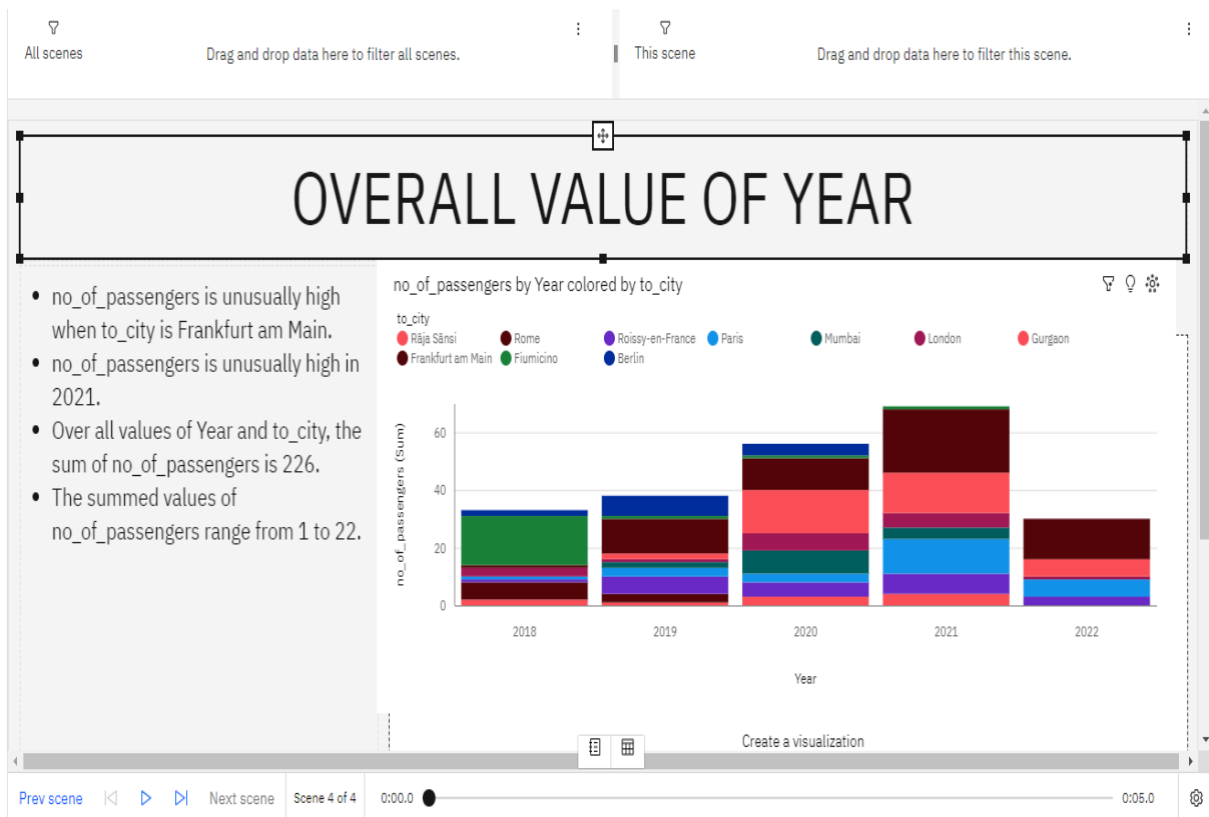 All scenes
Drag and drop data here to filter all scenes.
This scene
Drag and drop data here to filter this scene.
OVERALL VALUE OF YEAR
• no_of_passengers is unusually high
when to_city is Frankfurt am Main.
• no_of_passengers is unusually high in
2021.
• Over all values of Year and to_city, the
sum of no_of_passengers is 226.
• The summed values of
no_of_passengers range from 1 to 22.
no_of_passengers by Year colored by to_city
to_city
Rāja Sānsi Rome Roissy-en-France Paris Mumbai London Gurgaon
Frankfurt am Main Fiumicino Berlin
no_of_passengers (Sum)
60
40
20
0
2018 2019 2020 2021 2022
Year
Create a visualization
Prev scene Next scene Scene 4 of 4 0:00.0 0:05.0